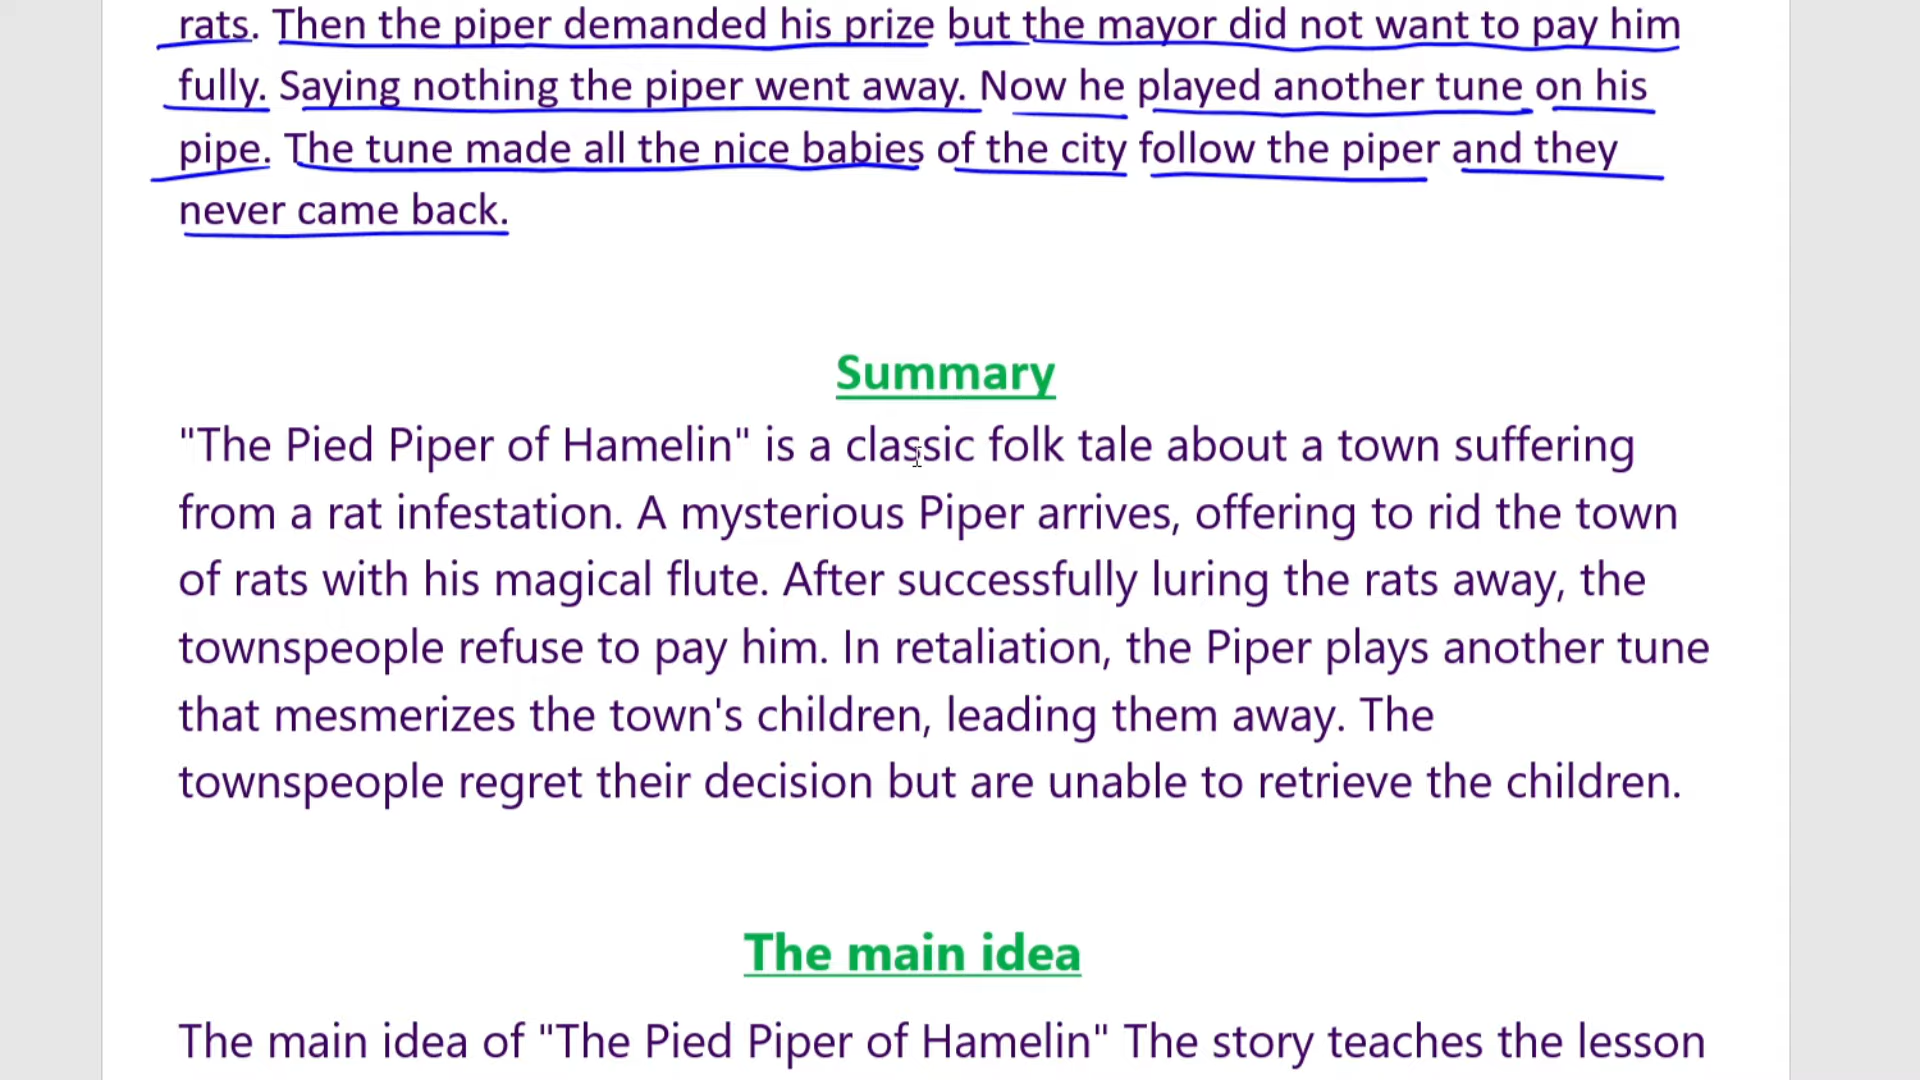 rats. Then the piper demanded his prize but the mayor did not want to pay him
fully. Saying nothing the piper went away. Now he played another tune on his
pipe. The tune made all the nice babies of the city follow the piper and they
never came back.
Summary
"The Pied Piper of Hamelin" is a classic folk tale about a town suffering
from a rat infestation. A mysterious Piper arrives, offering to rid the town
of rats with his magical flute. After successfully luring the rats away, the
townspeople refuse to pay him. In retaliation, the Piper plays another tune
that mesmerizes the town's children, leading them away. The
townspeople regret their decision but are unable to retrieve the children.
The main idea
The main idea of "The Pied Piper of Hamelin" The story teaches the lesson